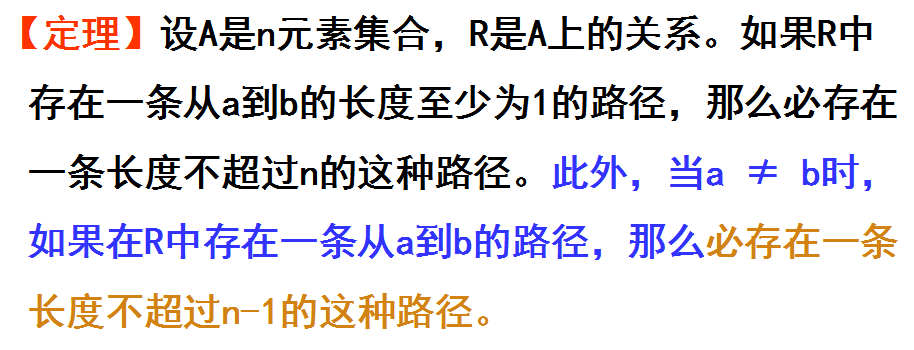 【定理】设A是n元素集合，R是A上的关系。如果R中
存在一条从a到b的长度至少为1的路径，那么必存在
一条长度不超过n的这种路径。此外，当a ≠ b时，
如果在R中存在一条从a到b的路径，那么必存在一条
长度不超过n-1的这种路径。